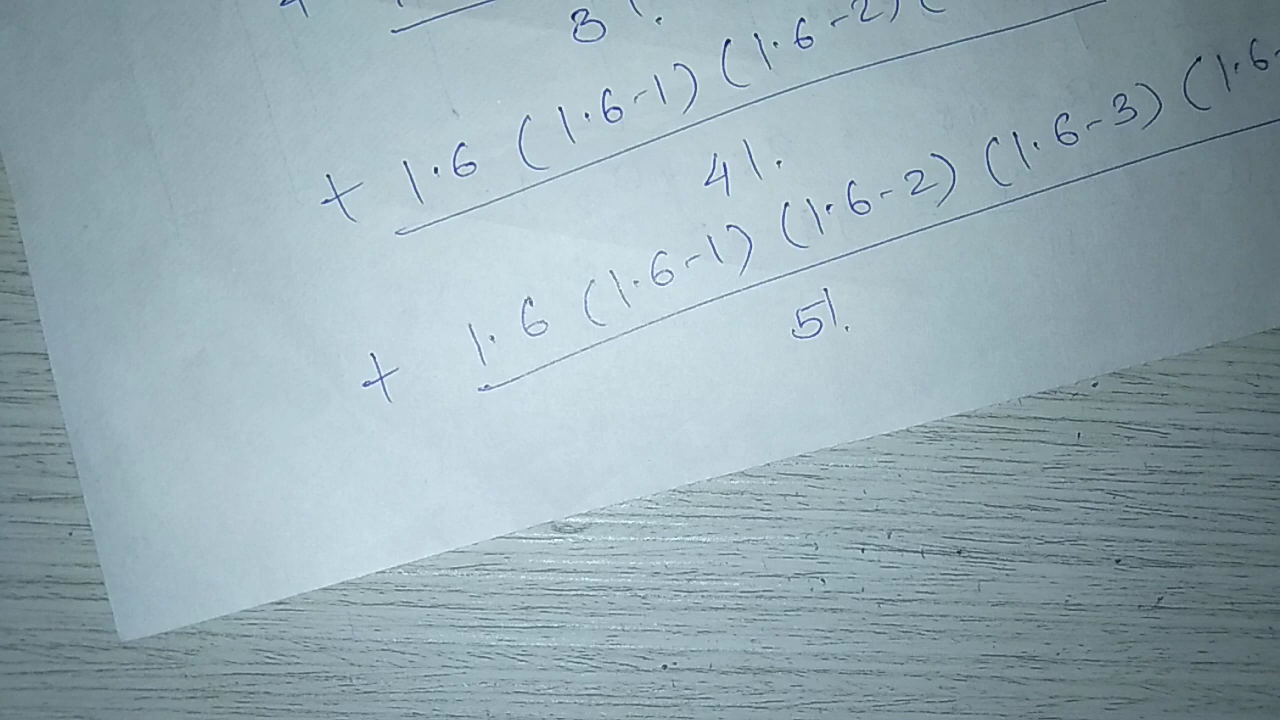 3!
+ 1.6 (1.6-1) (1.6-2) (
4!
+ 1.6 (1.6-1) (1.6-2) (1.6-3) (1.6-
5!